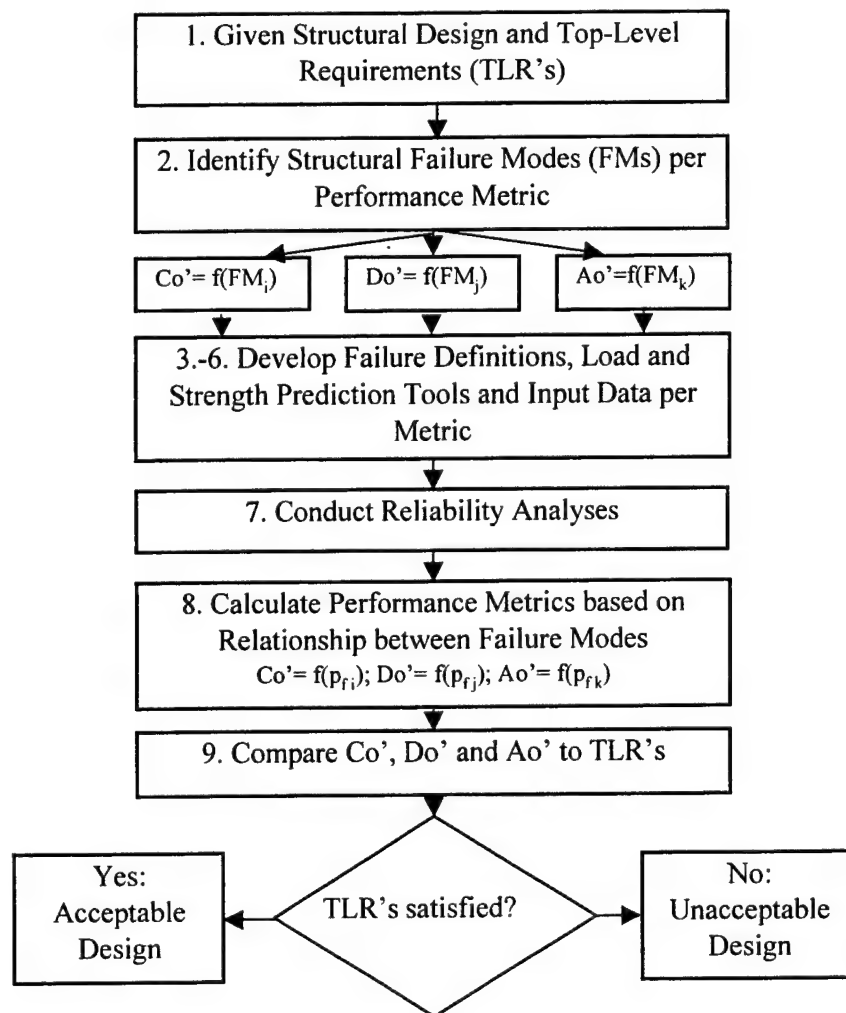 1. Given Structural Design and Top-Level
Requirements (TLR's)
2. Identify Structural Failure Modes (FMs) per
Performance Metric
Co'= f(FMi)
Do'= f(FMj)
Ao'=f(FMk)
3.-6. Develop Failure Definitions, Load and
Strength Prediction Tools and Input Data per
Metric
7. Conduct Reliability Analyses
8. Calculate Performance Metrics based on
Relationship between Failure Modes
Co'= f(pfi); Do'= f(pfj); Ao'= f(pfk)
9. Compare Co', Do' and Ao' to TLR's
TLR's satisfied?
Yes:
Acceptable
Design
No:
Unacceptable
Design